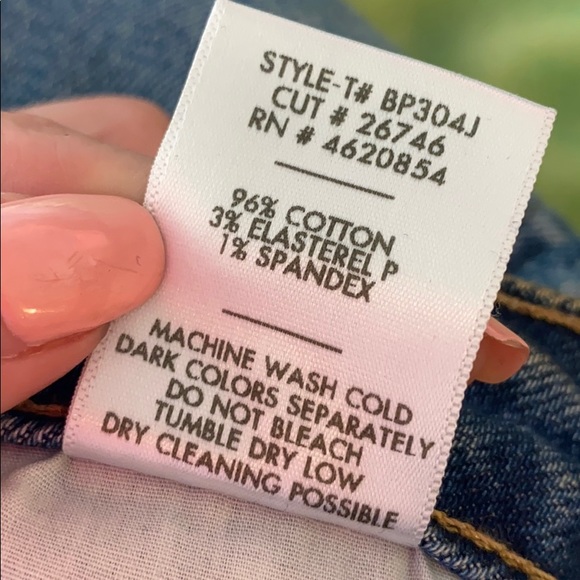 STYLE-T# BP304J
CUT # 26746
RN # 4620854
96% COTTON
3% ELASTEREL P
1% SPANDEX
MACHINE WASH COLD
DARK COLORS SEPARATELY
DO NOT BLEACH
TUMBLE DRY LOW
DRY CLEANING POSSIBLE